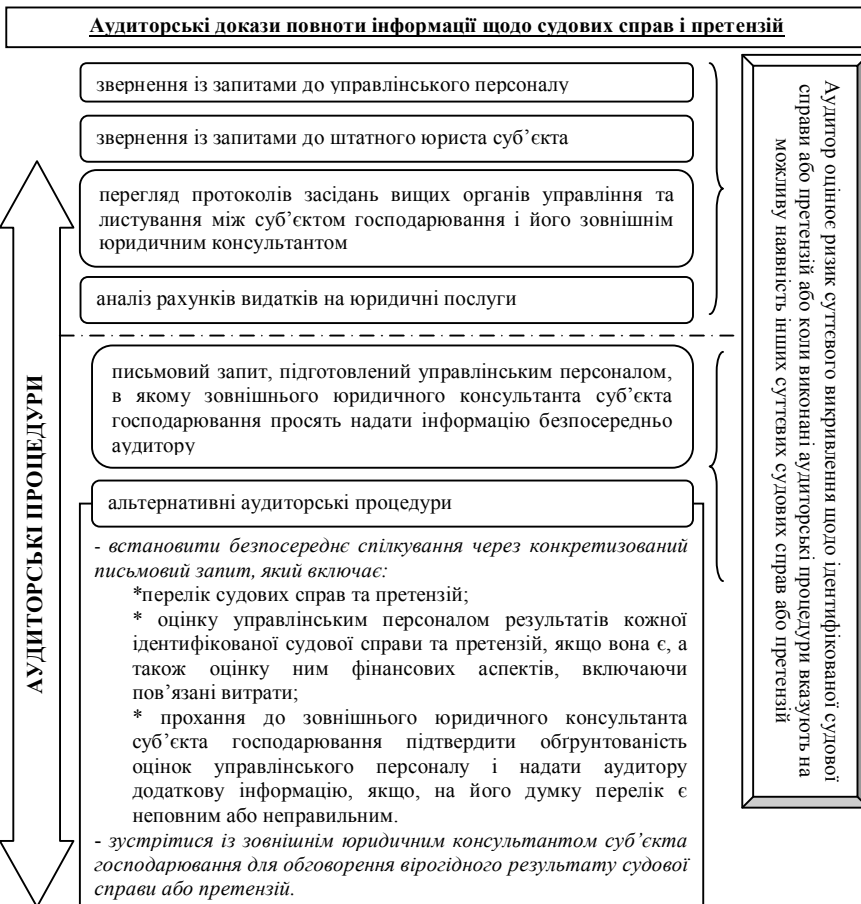 Аудиторські докази повноти інформації щодо судових справ і претензій
звернення із запитами до управлінського персоналу
звернення із запитами до штатного юриста суб’єкта
перегляд протоколів засідань вищих органів управління та
листування між суб’єктом господарювання і його зовнішнім
юридичним консультантом
аналіз рахунків видатків на юридичні послуги
письмовий запит, підготовлений управлінським персоналом,
в якому зовнішнього юридичного консультанта суб’єкта
господарювання просять надати інформацію безпосередньо
аудитору
альтернативні аудиторські процедури
- встановити безпосереднє спілкування через конкретизований
письмовий запит, який включає:
*перелік судових справ та претензій;
* оцінку управлінським персоналом результатів кожної
ідентифікованої судової справи та претензій, якщо вона є, а
також оцінку ним фінансових аспектів, включаючи
пов’язані витрати;
* прохання до зовнішнього юридичного консультанта
суб’єкта господарювання підтвердити обґрунтованість
оцінок управлінського персоналу і надати аудитору
додаткову інформацію, якщо, на його думку перелік є
неповним або неправильним.
- зустрітися із зовнішнім юридичним консультантом суб’єкта
господарювання для обговорення вірогідного результату судової
справи або претензій.
АУДИТОРСЬКІ ПРОЦЕДУРИ
Аудитор оцінює ризик суттєвого викривлення щодо ідентифікованої судової
справи або претензій або коли виконані аудиторські процедури вказують на
можливу наявність інших суттєвих судових справ або претензій